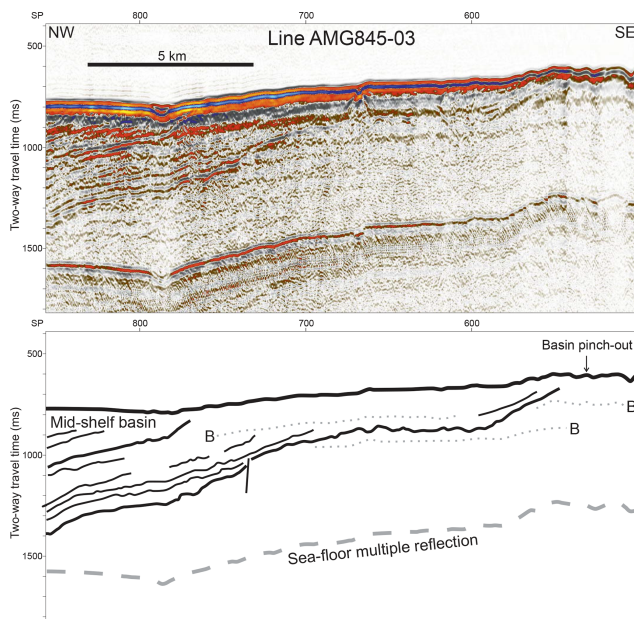 SP 800 700 600
NW Line AMG845-03 SE
5 km
500
1000
1500
Two-way travel time (ms)
SP 800 700 600
500
1000
1500
Two-way travel time (ms)
Basin pinch-out
Mid-shelf basin
B
B
B
Sea-floor multiple reflection